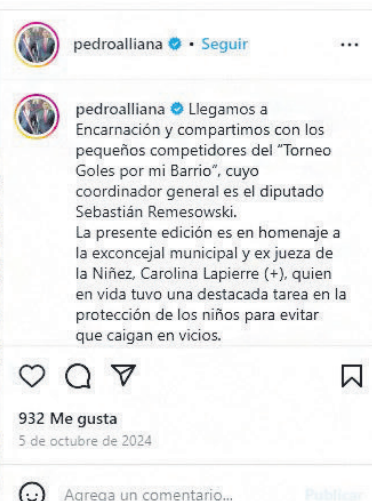 pedroalliana • Seguir
pedroalliana Llegamos a
Encarnación y compartimos con los
pequeños competidores del "Torneo
Goles por mi Barrio", cuyo
coordinador general es el diputado
Sebastián Remesowski.
La presente edición es en homenaje a
la exconcejal municipal y ex jueza de
la Niñez, Carolina Lapierre (+), quien
en vida tuvo una destacada tarea en la
protección de los niños para evitar
que caigan en vicios.
932 Me gusta
5 de octubre de 2024
Agrega un comentario... Publicar